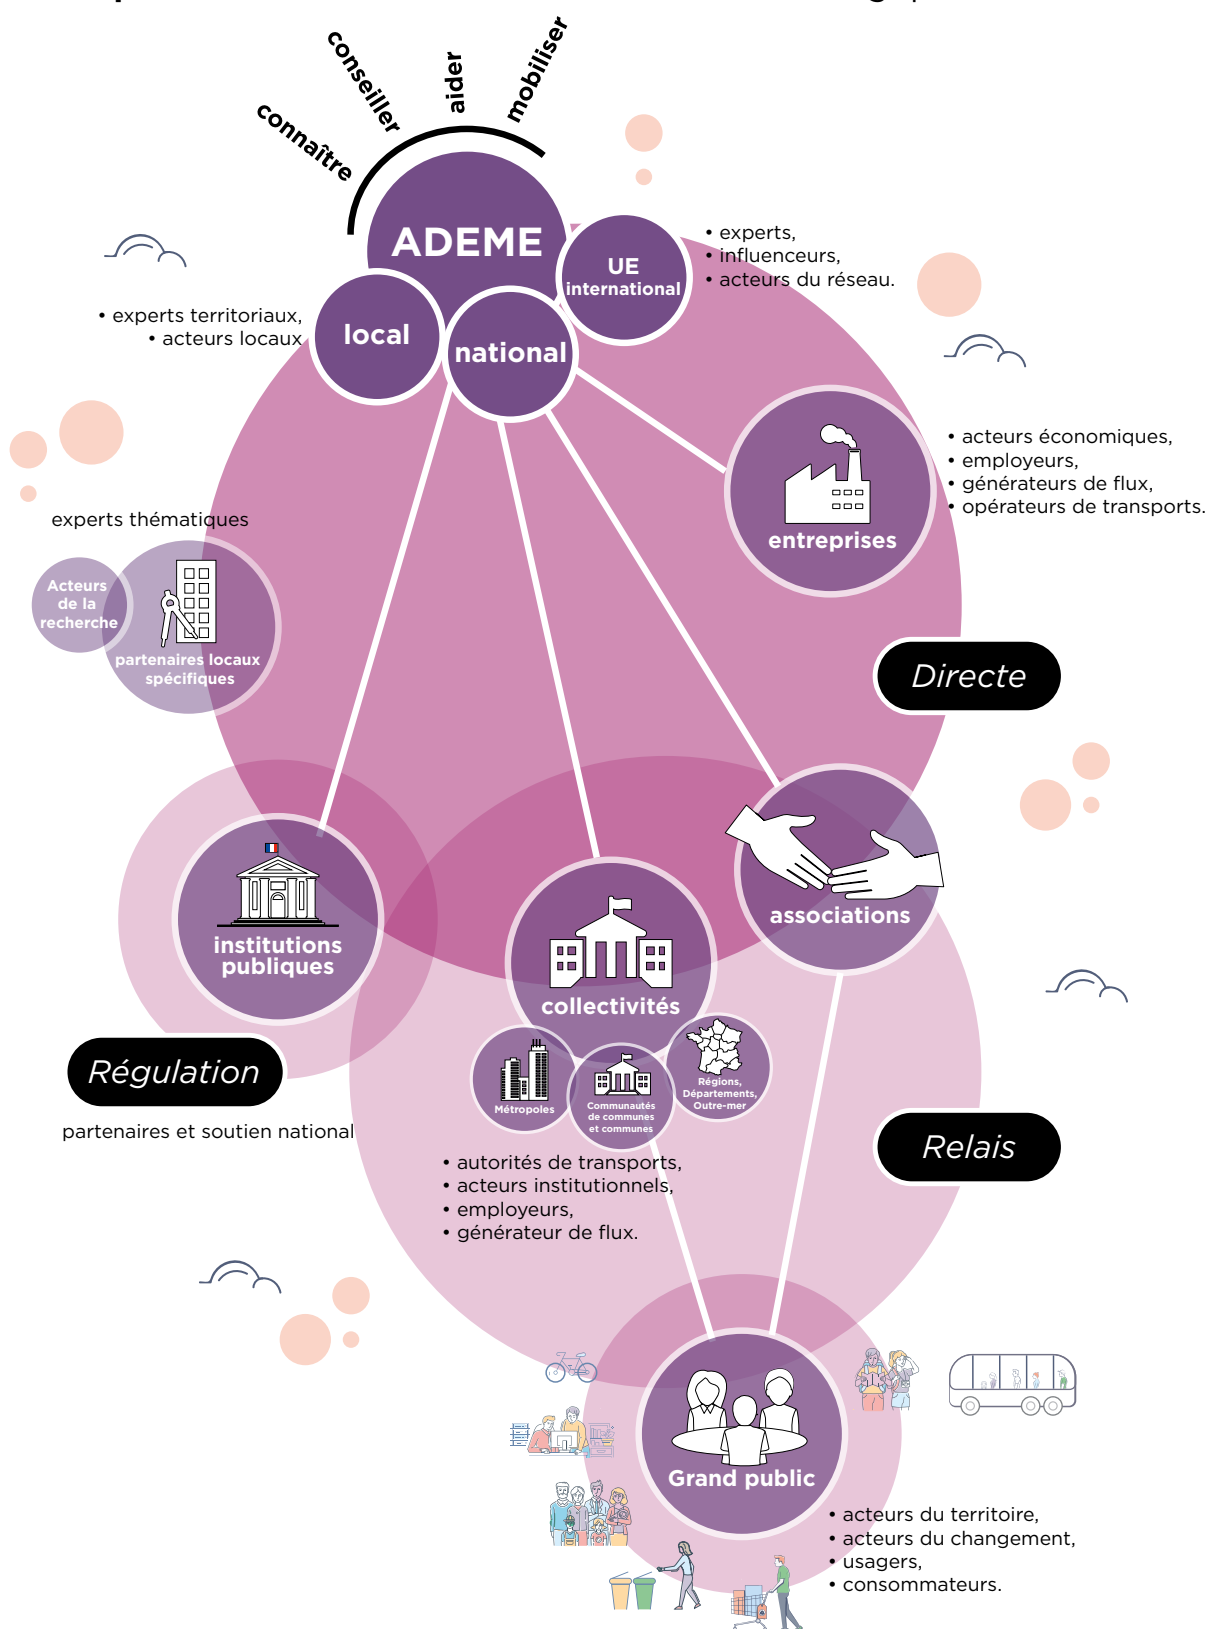 conseiller
aider
mobiliser
connaître
ADEME
UE
international
• experts,
• influenceurs,
• acteurs du réseau.
• experts territoriaux,
• acteurs locaux
local
national
• acteurs économiques,
• employeurs,
• générateurs de flux,
• opérateurs de transports.
entreprises
experts thématiques
Acteurs
de la
recherche
partenaires locaux
spécifiques
Directe
institutions
publiques
associations
collectivités
Régulation
partenaires et soutien national
Métropoles
Communautés
de communes
et communes
Régions,
Départements,
Outre-mer
Relais
• autorités de transports,
• acteurs institutionnels,
• employeurs,
• générateur de flux.
Grand public
• acteurs du territoire,
• acteurs du changement,
• usagers,
• consommateurs.